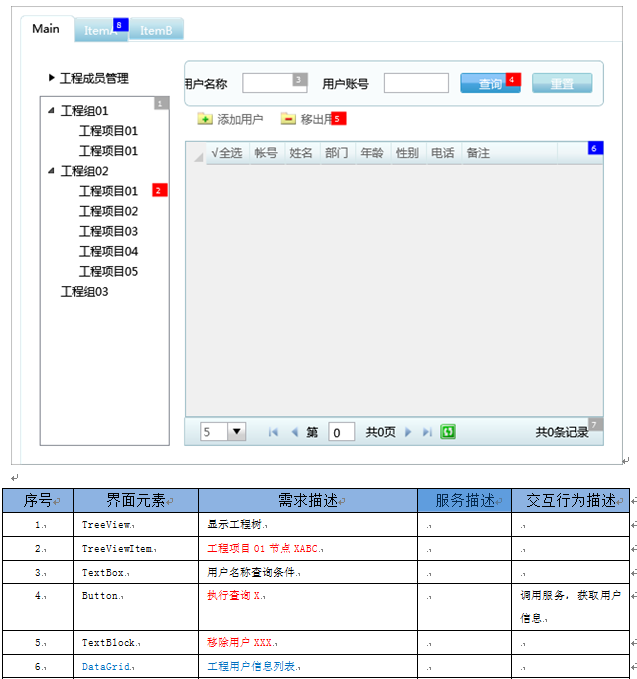 Main ItemA 8 ItemB
工程成员管理
用户名称 3 用户账号 查询 4 重置
1
添加用户 移出用 5
工程组01
工程项目01
工程项目01
工程组02
工程项目01 2
工程项目02
工程项目03
工程项目04
工程项目05
工程组03
√全选 帐号 姓名 部门 年龄 性别 电话 备注 6
5 第 0 共0页 共0条记录 7
序号 界面元素 需求描述 服务描述 交互行为描述
1. TreeView. 显示工程树.
2. TreeViewItem. 工程项目 01 节点 XABC.
3. TextBox. 用户名称查询条件.
4. Button. 执行查询 X. 调用服务，获取用户
信息.
5. TextBlock. 移除用户 XXX.
6. DataGrid. 工程用户信息列表.